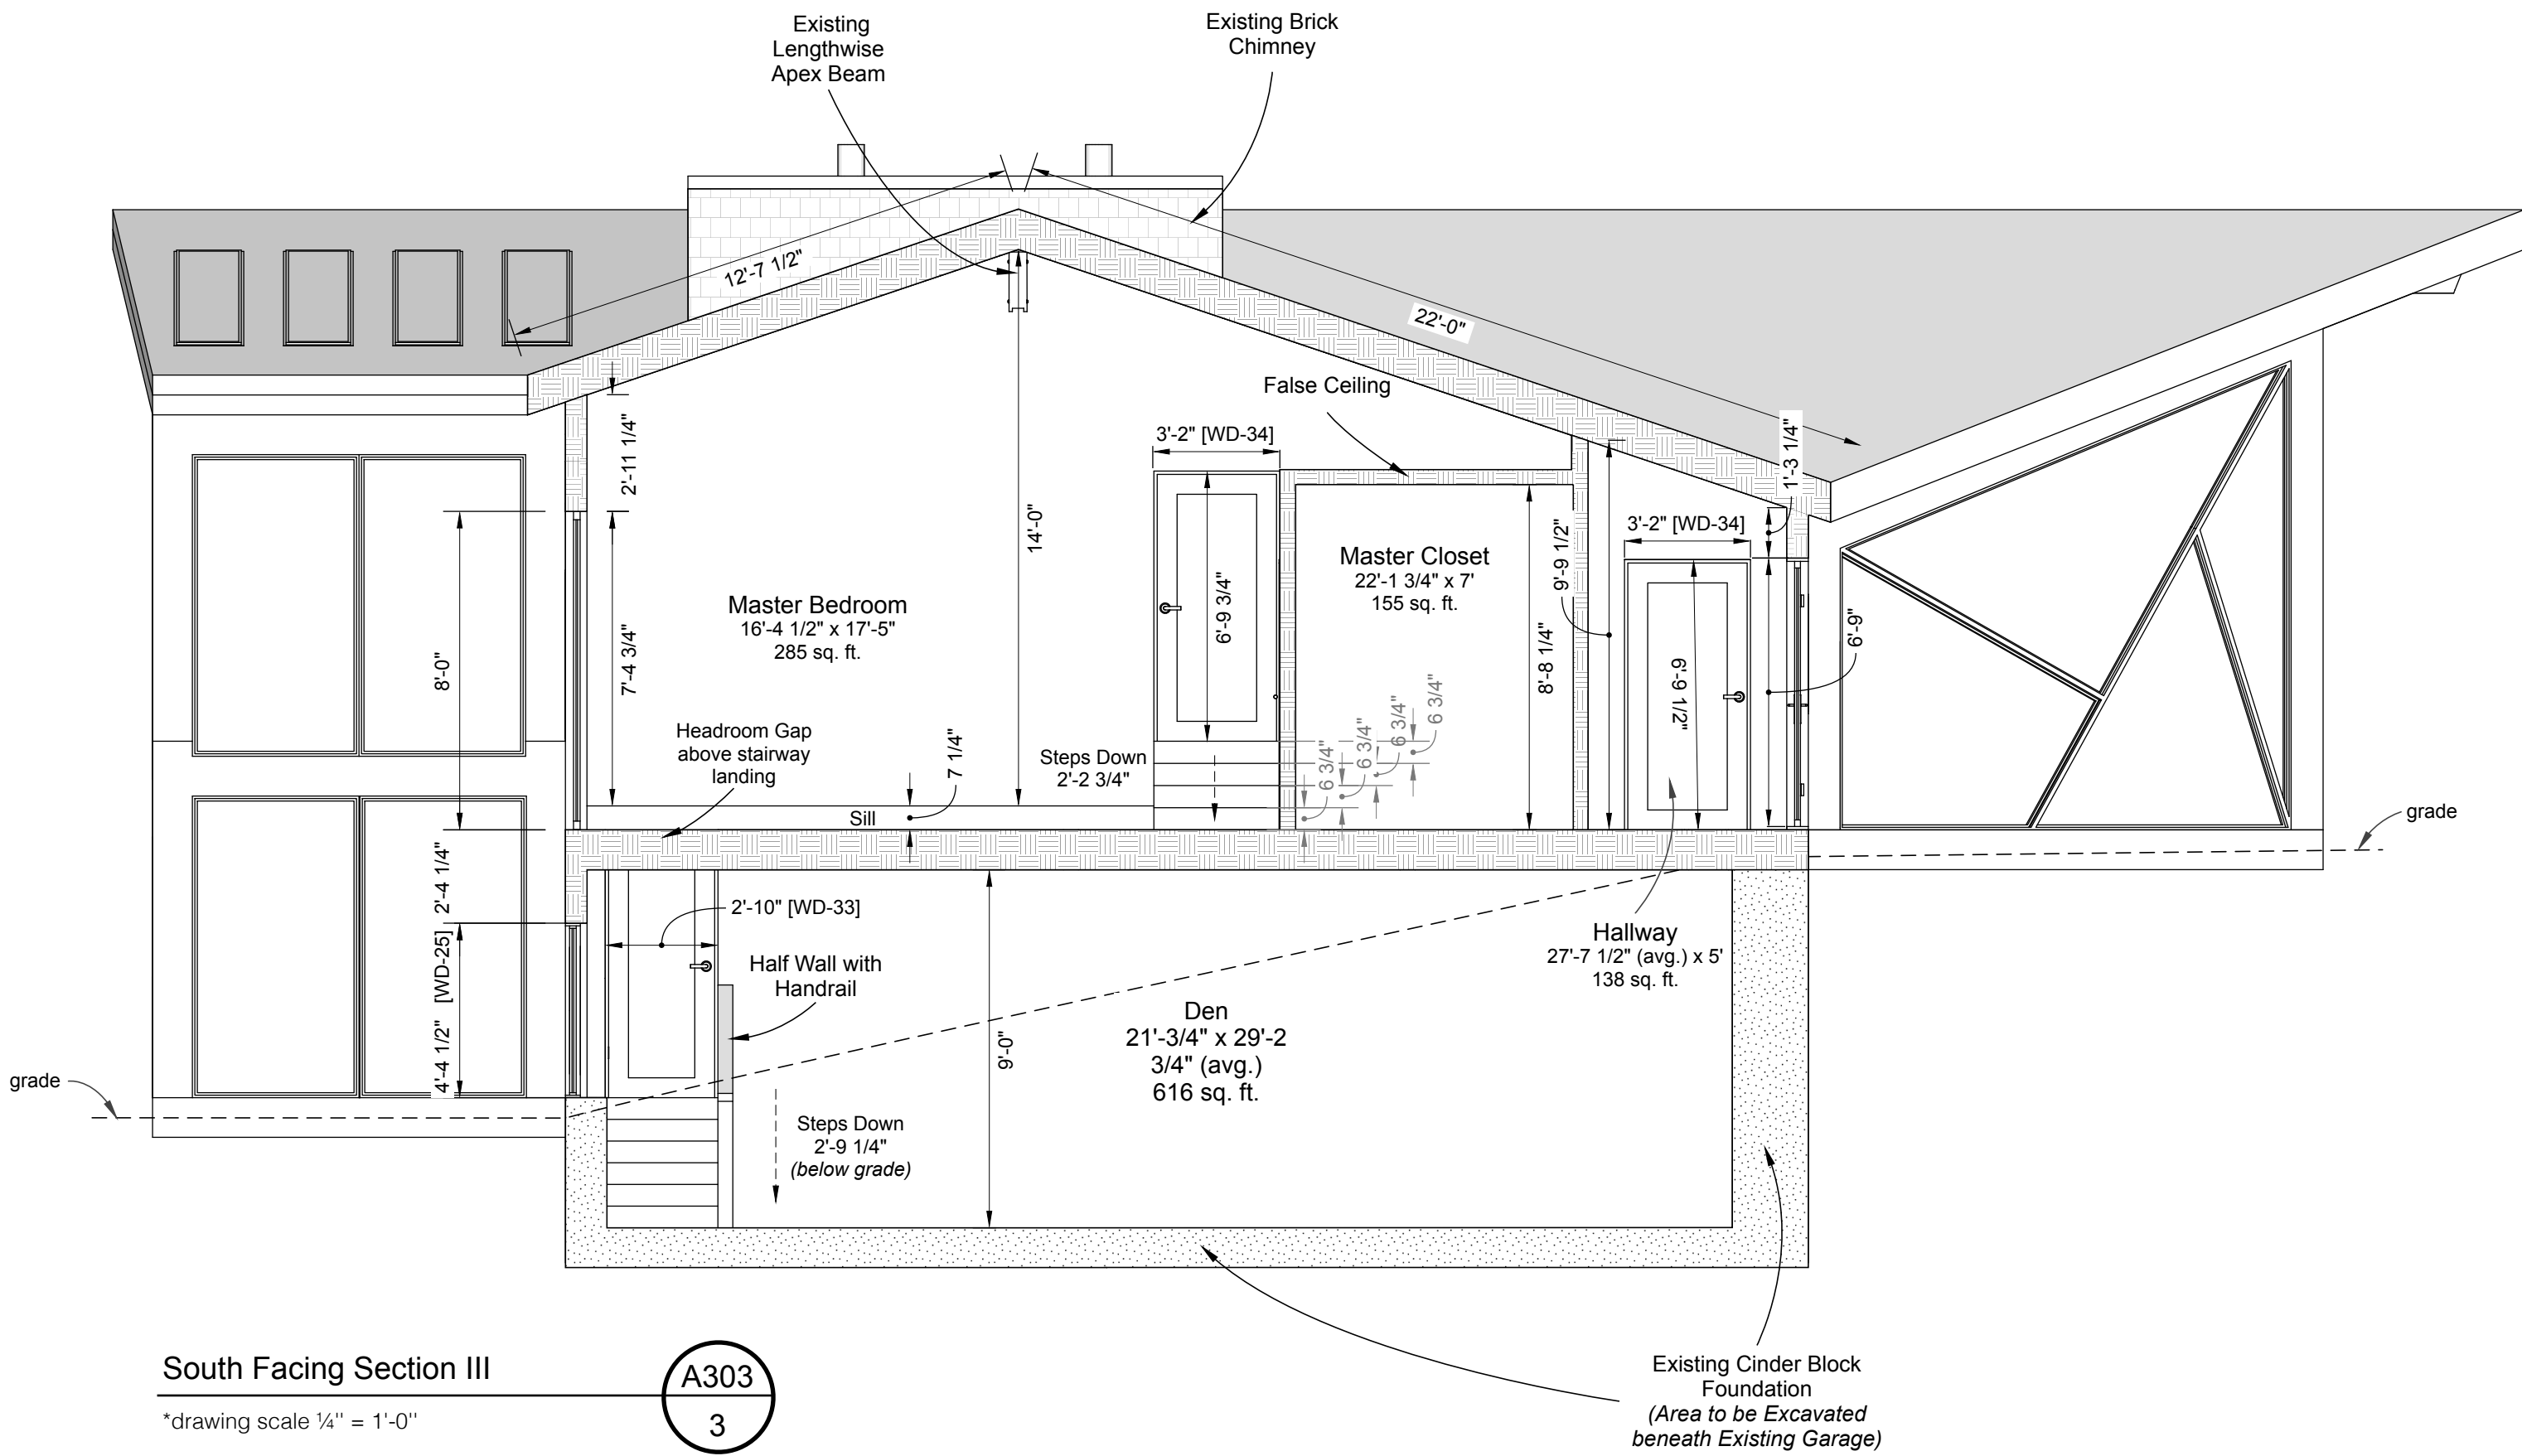 Existing
Lengthwise
Apex Beam
Existing Brick
Chimney
12'-7 1/2"
22'-0"
False Ceiling
2'-11 1/4"
3'-2" [WD-34]
1'-3 1/4"
14'-0"
3'-2" [WD-34]
9'-9 1/2"
Master Closet
22'-1 3/4" x 7'
155 sq. ft.
Master Bedroom
16'-4 1/2" x 17'-5"
285 sq. ft.
6'-9 3/4"
8'-0"
7'-4 3/4"
8'-8 1/4"
6'-9 1/2"
6'-9"
Headroom Gap
above stairway
landing
7 1/4"
Steps Down
2'-2 3/4"
6 3/4"
6 3/4"
6 3/4"
6 3/4"
Sill
grade
2'-4 1/4"
2'-10" [WD-33]
4'-4 1/2" [WD-25]
Half Wall with
Handrail
Hallway
27'-7 1/2" (avg.) x 5'
138 sq. ft.
9'-0"
Den
21'-3/4" x 29'-2
3/4" (avg.)
616 sq. ft.
grade
Steps Down
2'-9 1/4"
(below grade)
Existing Cinder Block
Foundation
(Area to be Excavated
beneath Existing Garage)
South Facing Section III
A303
3
*drawing scale ¼'' = 1'-0''